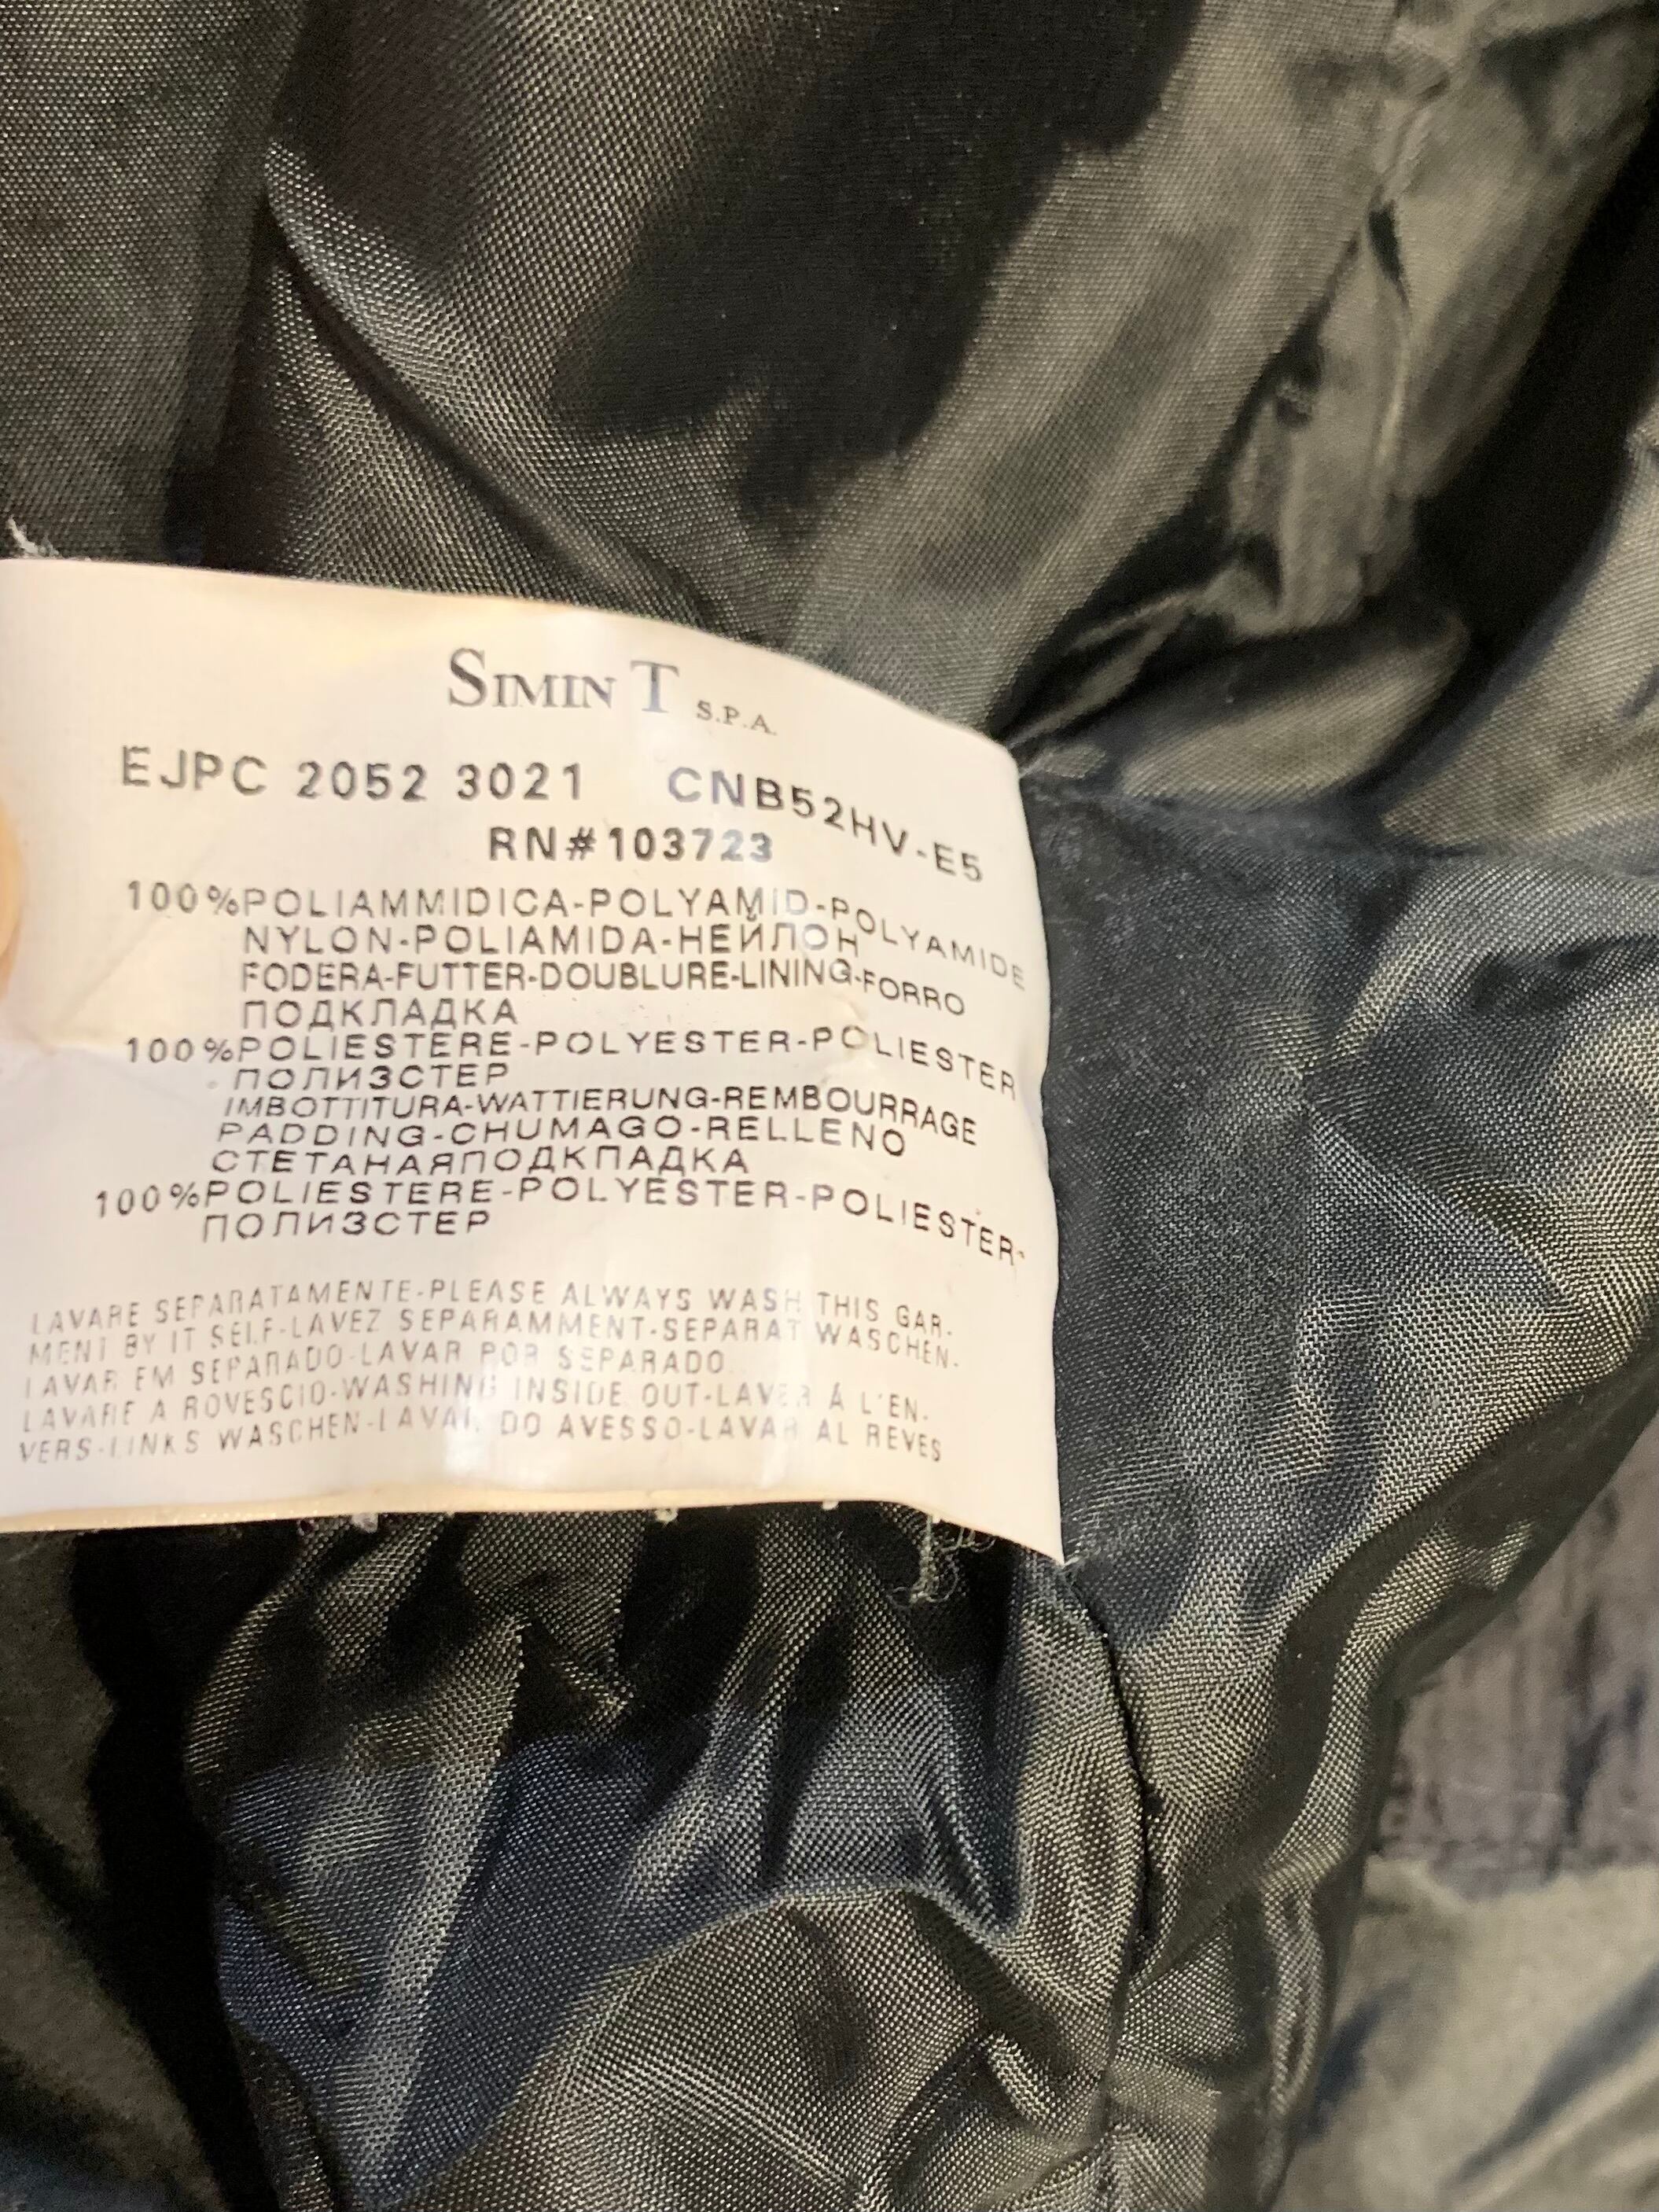 SIMIN T S.P.A.
EJPC 2052 3021 CNB52HV-E5
RN#103723
100%POLIAMMIDICA-POLYAMID-POLYAMIDE
NYLON-POLIAMIDA-НЕЙЛОН
FODERA-FUTTER-DOUBLURE-LINING-FORRO
ПОДКЛАДКА
100%POLIESTERE-POLYESTER-POLIESTER
ПОЛИЗСТЕР
IMBOTTITURA-WATTIERUNG-REMBOURRAGE
PADDING-CHUMAGO-RELLENO
СТЕТАНАЯПОДКПАДКА
100%POLIESTERE-POLYESTER-POLIESTER-
ПОПИЗСТЕР
LAVARE SEPARATAMENTE-PLEASE ALWAYS WASH THIS GAR-
MENT BY IT SELF-LAVEZ SEPARAMMENT-SEPARAT WASCHEN-
LAVAR EM SEPARADO-LAVAR POR SEPARADO
LAVARE A ROVESCIO-WASHING INSIDE OUT-LAVER À L'EN-
VERS-LINKS WASCHEN-LAVAR DO AVESSO-LAVAR AL REVES